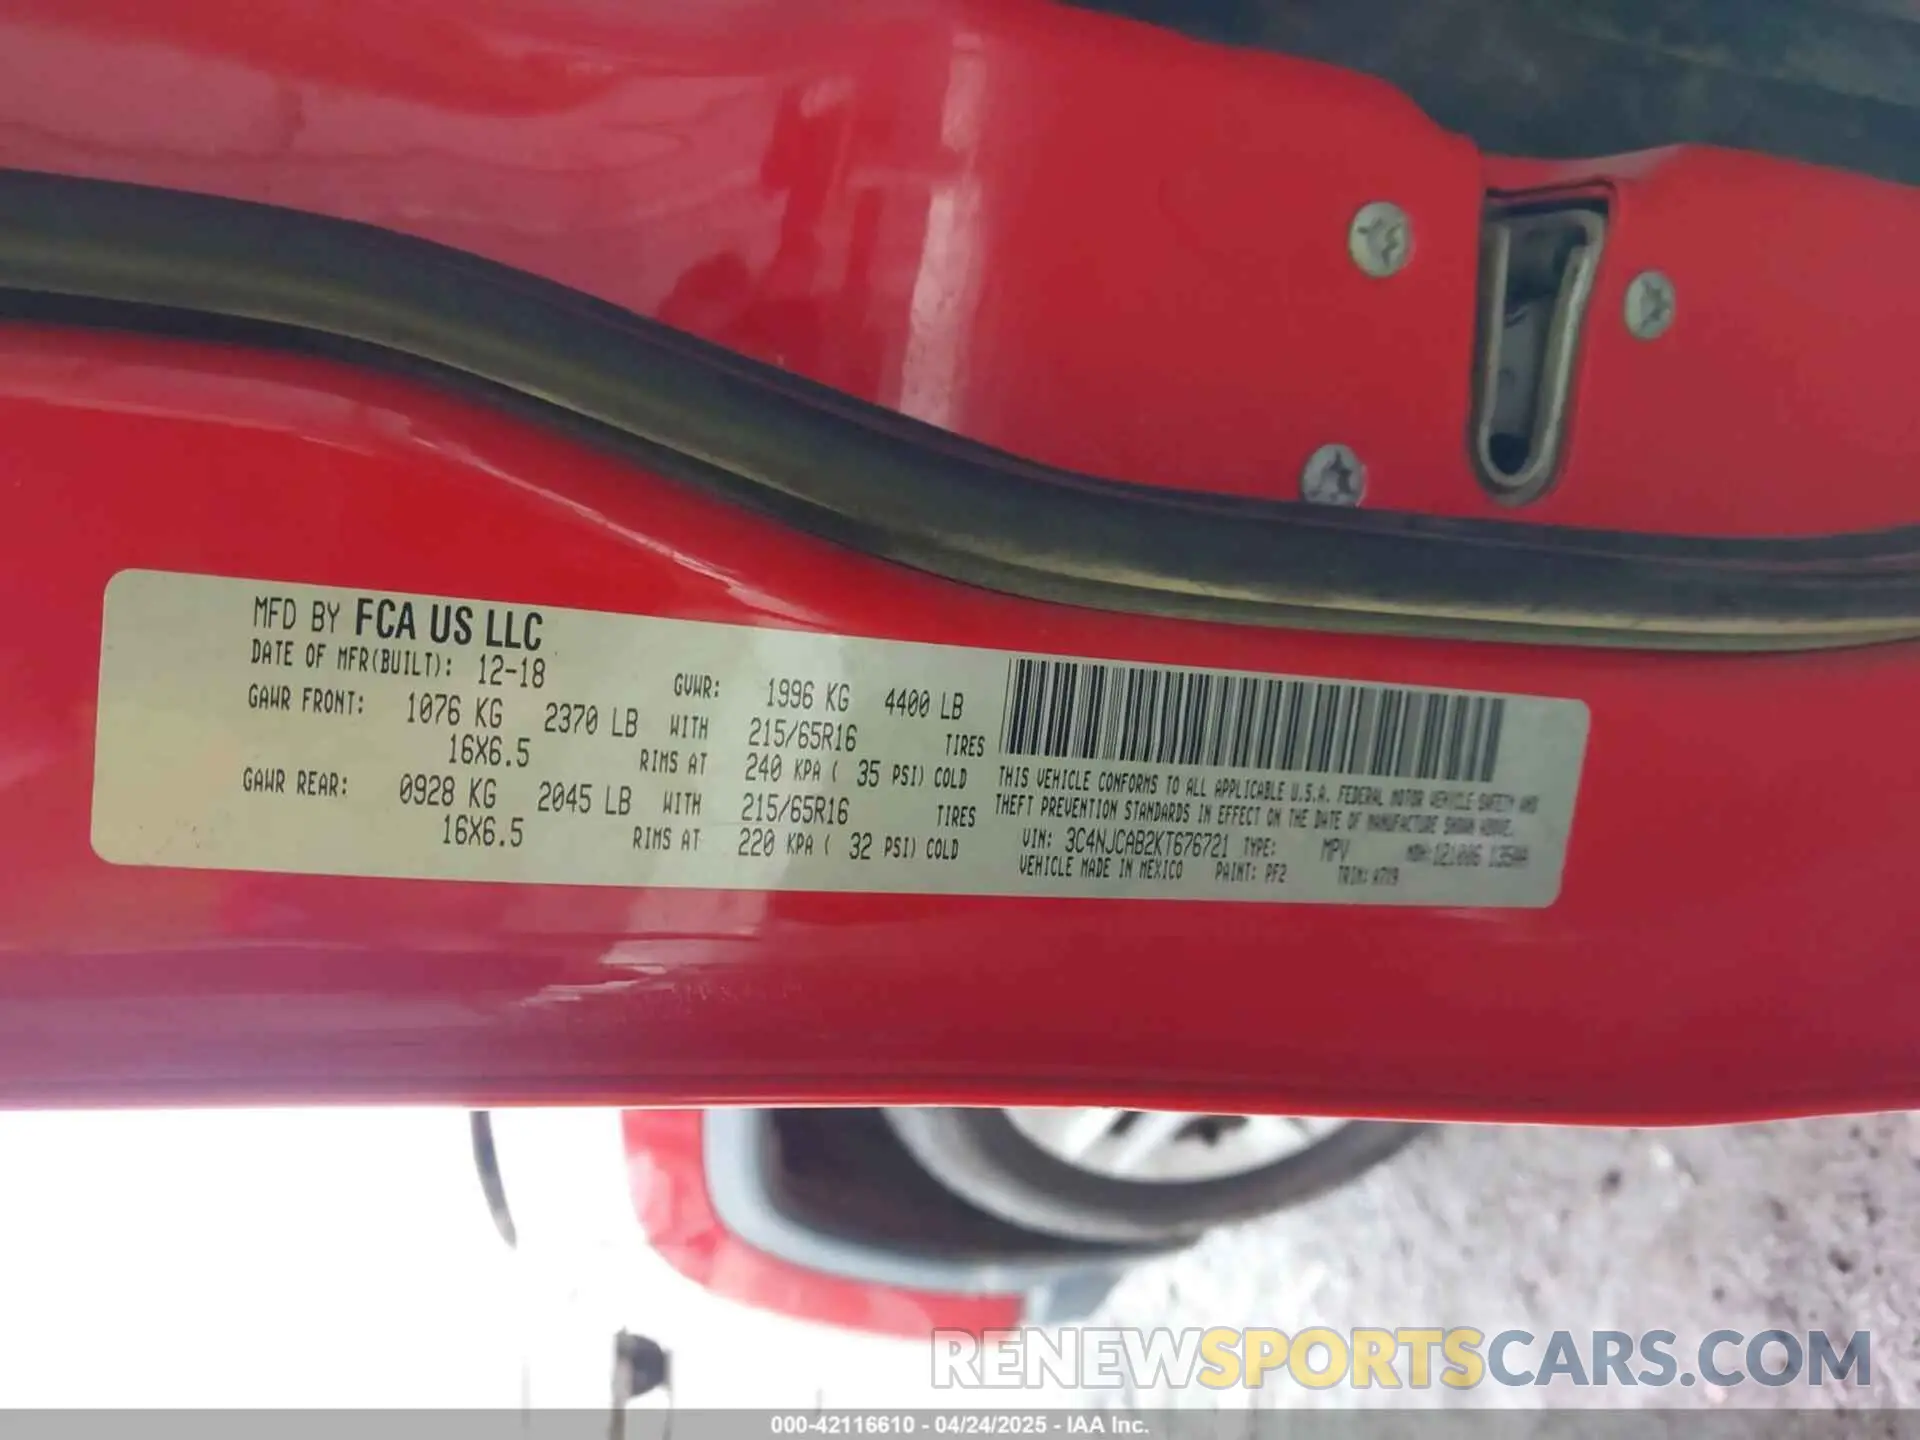 MFD BY FCA US LLC
DATE OF MFR(BUILT): 12-18 GVWR: 1996 KG 4400 LB
GAWR FRONT: 1076 KG 2370 LB WITH 215/65R16 TIRES
16X6.5 RIMS AT 240 KPA ( 35 PSI) COLD
GAWR REAR: 0928 KG 2045 LB WITH 215/65R16 TIRES
16X6.5 RIMS AT 220 KPA ( 32 PSI) COLD
THIS VEHICLE CONFORMS TO ALL APPLICABLE U.S.A. FEDERAL MOTOR VEHICLE SAFETY AND
THEFT PREVENTION STANDARDS IN EFFECT ON THE DATE OF MANUFACTURE SHOWN ABOVE.
VIN: 3C4NJCAB2KT676721 TYPE: MPV MDH:
VEHICLE MADE IN MEXICO PAINT: PF2 TRIM:
RENEWSPORTSCARS.COM
000-42116610 - 04/24/2025 - IAA Inc.